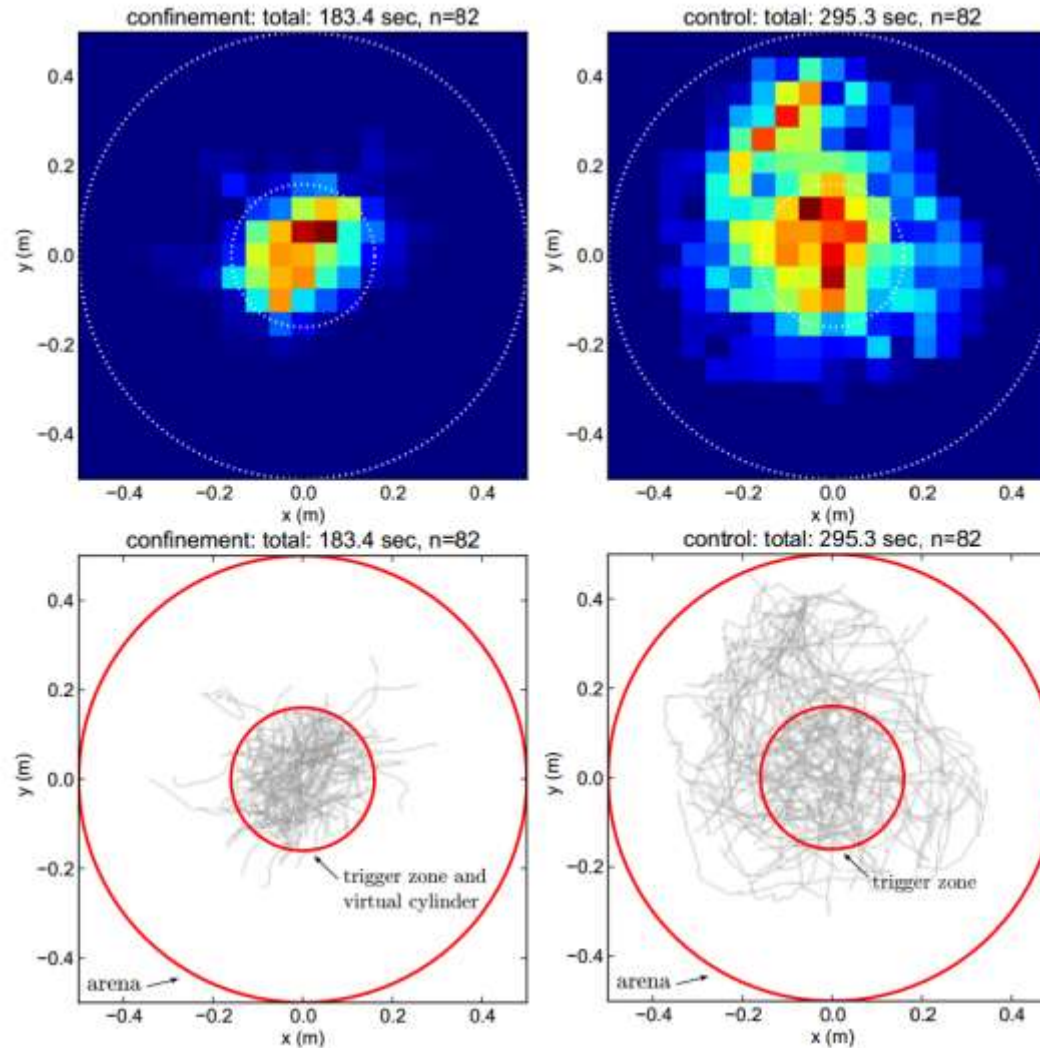 confinement: total: 183.4 sec, n=82
control: total: 295.3 sec, n=82
0.4
0.2
0.0
−0.2
−0.4
y (m)
−0.4 −0.2 0.0 0.2 0.4
x (m)
0.4
0.2
0.0
−0.2
−0.4
y (m)
−0.4 −0.2 0.0 0.2 0.4
x (m)
confinement: total: 183.4 sec, n=82
control: total: 295.3 sec, n=82
0.4
0.2
0.0
−0.2
−0.4
y (m)
trigger zone and
virtual cylinder
arena
−0.4 −0.2 0.0 0.2 0.4
x (m)
0.4
0.2
0.0
−0.2
−0.4
y (m)
trigger zone
arena
−0.4 −0.2 0.0 0.2 0.4
x (m)